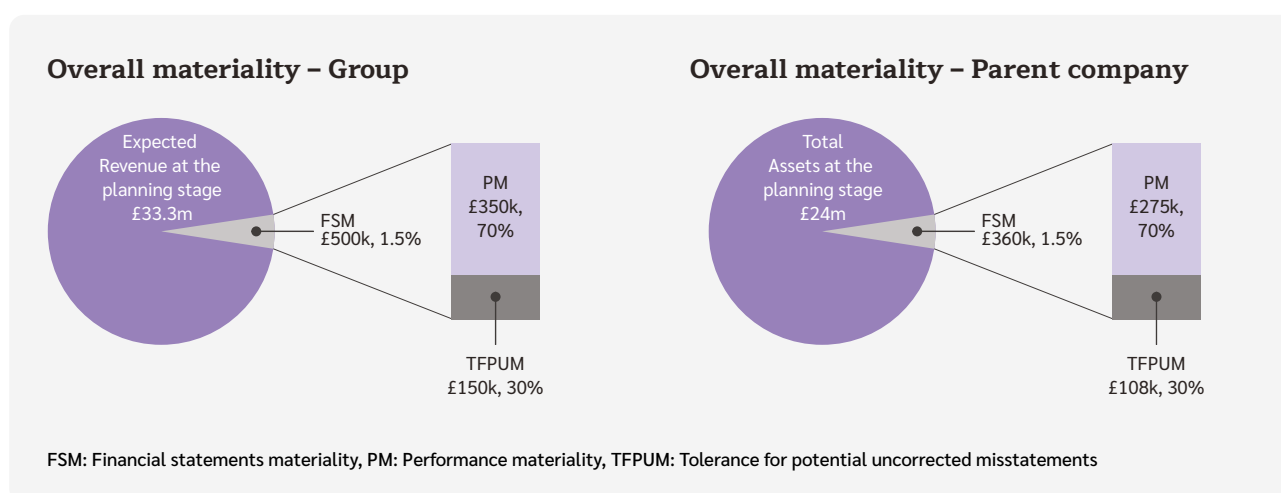 Overall materiality – Group
Expected
Revenue at the
planning stage
£33.3m
FSM
£500k, 1.5%
PM
£350k,
70%
TFPUM
£150k, 30%
Overall materiality – Parent company
Total
Assets at the
planning stage
£24m
FSM
£360k, 1.5%
PM
£275k,
70%
TFPUM
£108k, 30%
FSM: Financial statements materiality, PM: Performance materiality, TFPUM: Tolerance for potential uncorrected misstatements